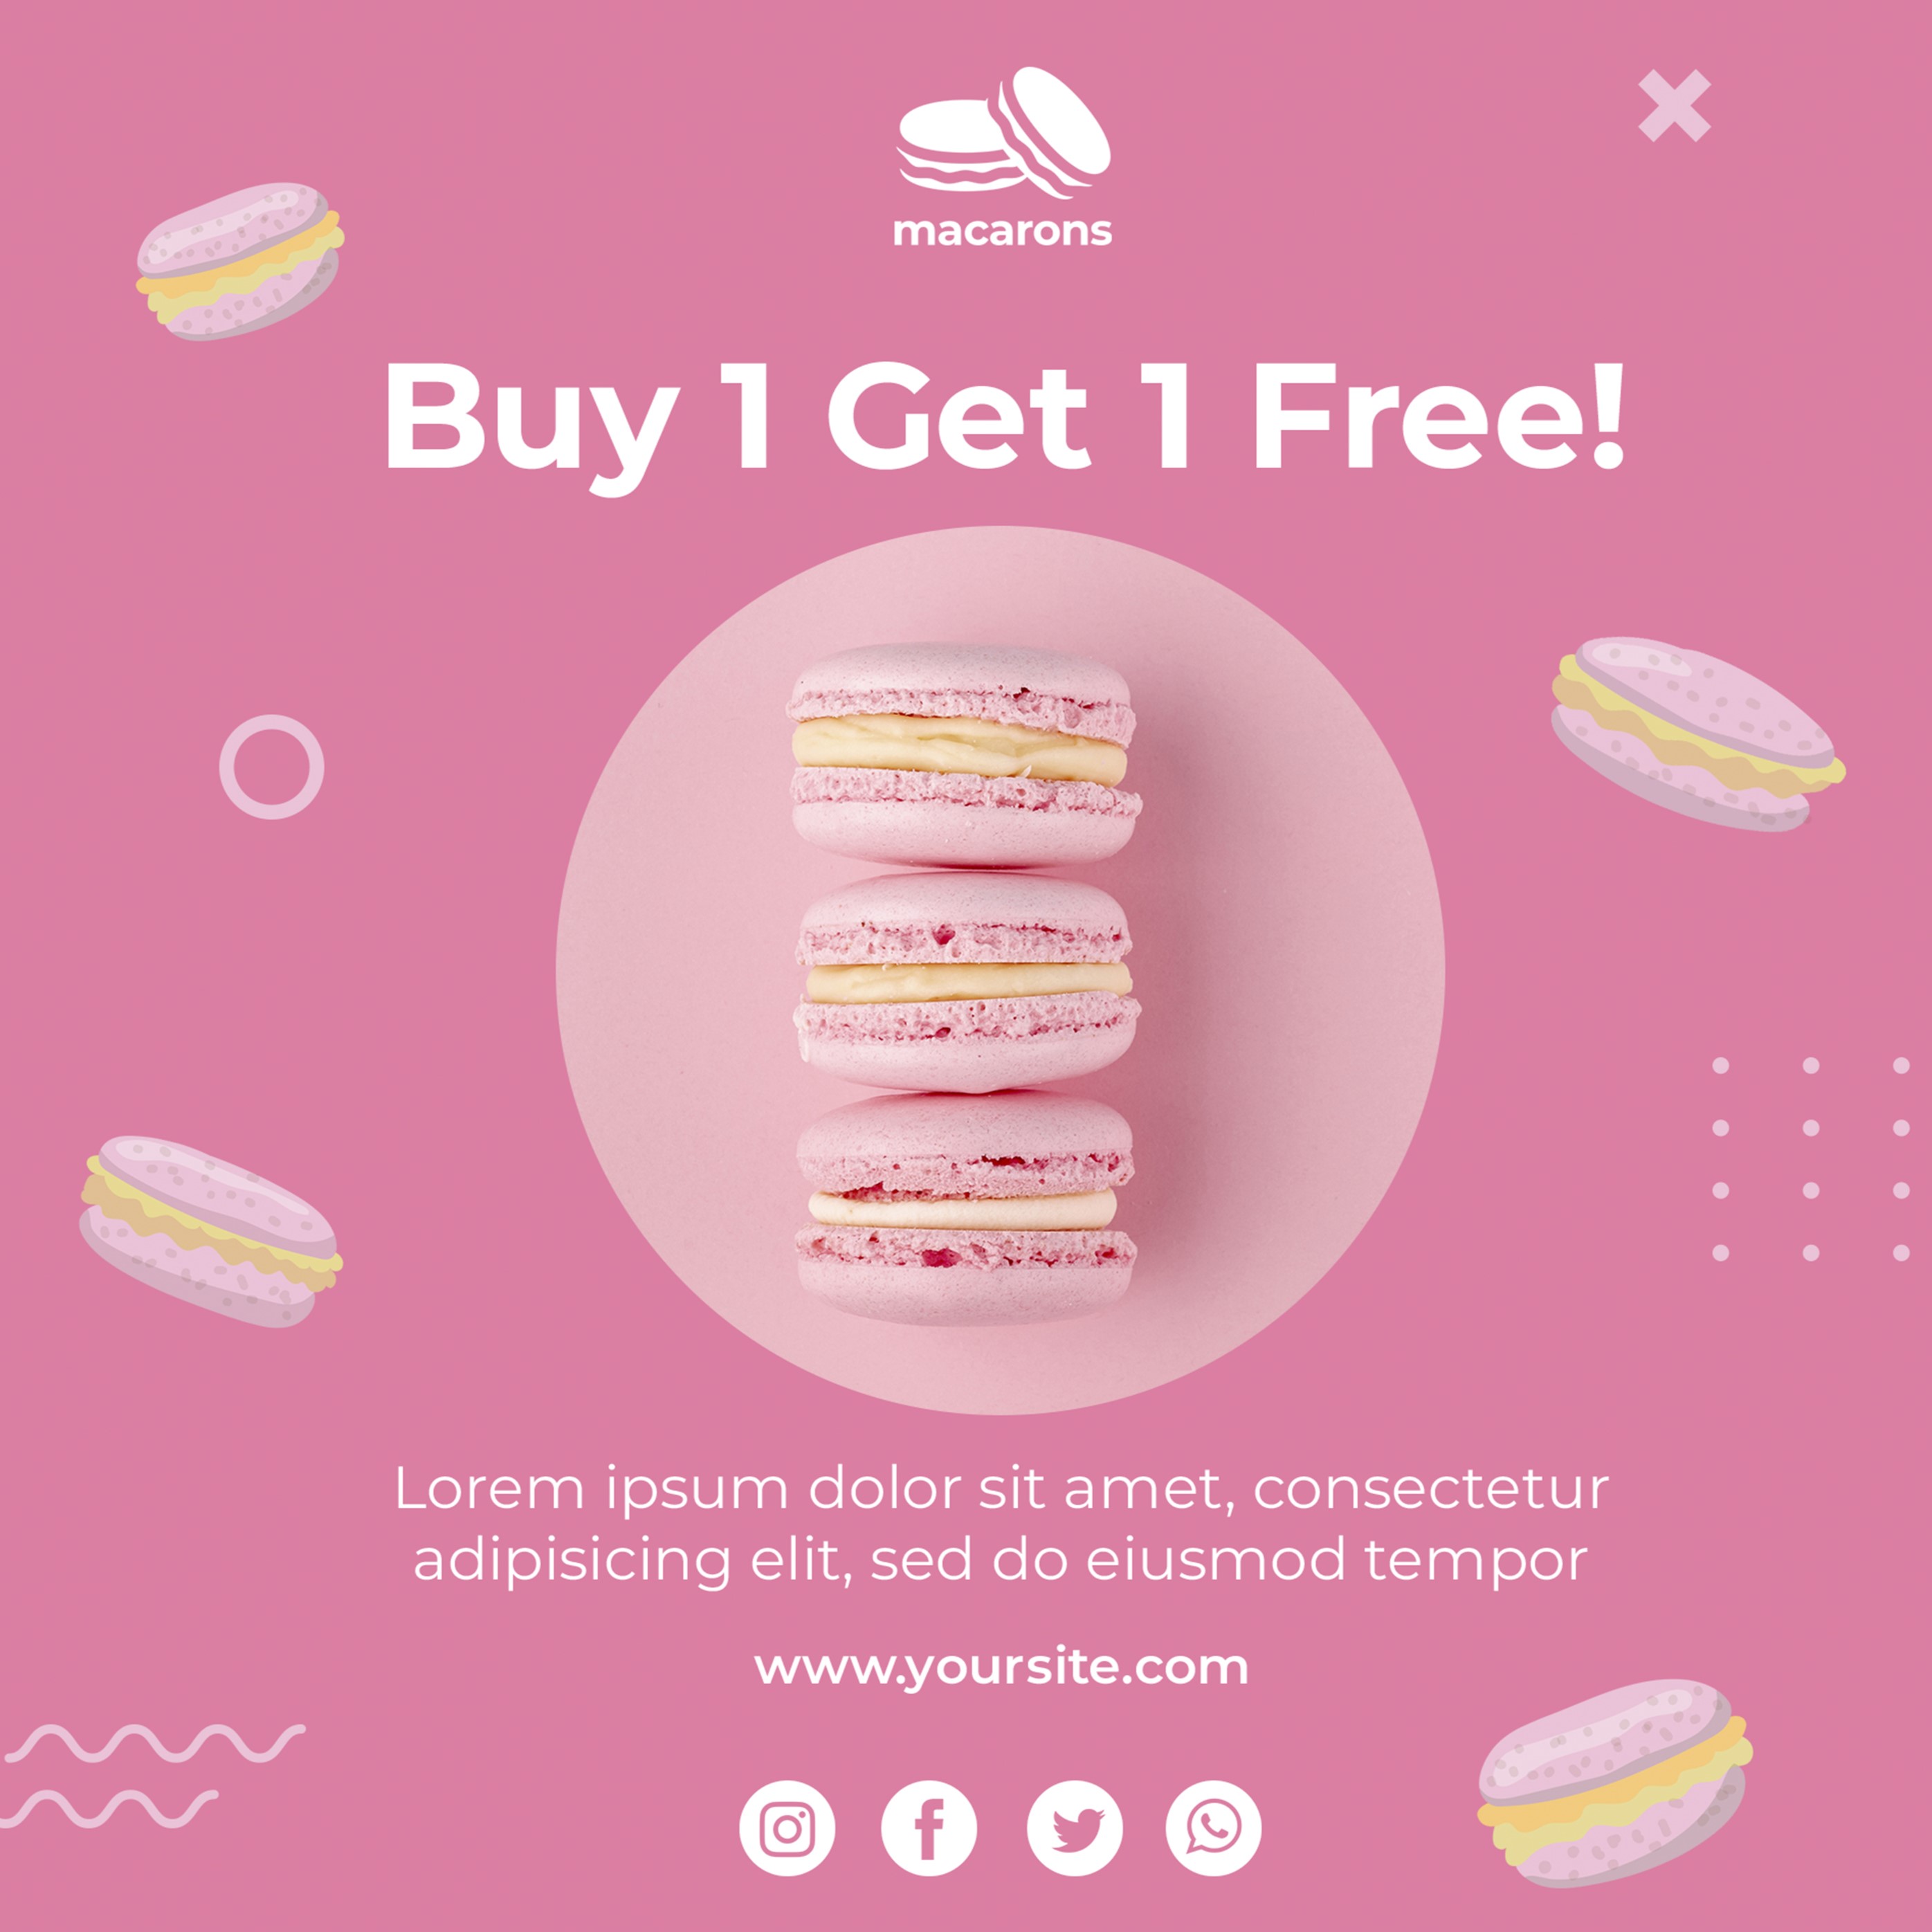 macarons
Buy 1 Get 1 Free!
Lorem ipsum dolor sit amet, consectetur
adipisicing elit, sed do eiusmod tempor
www.yoursite.com